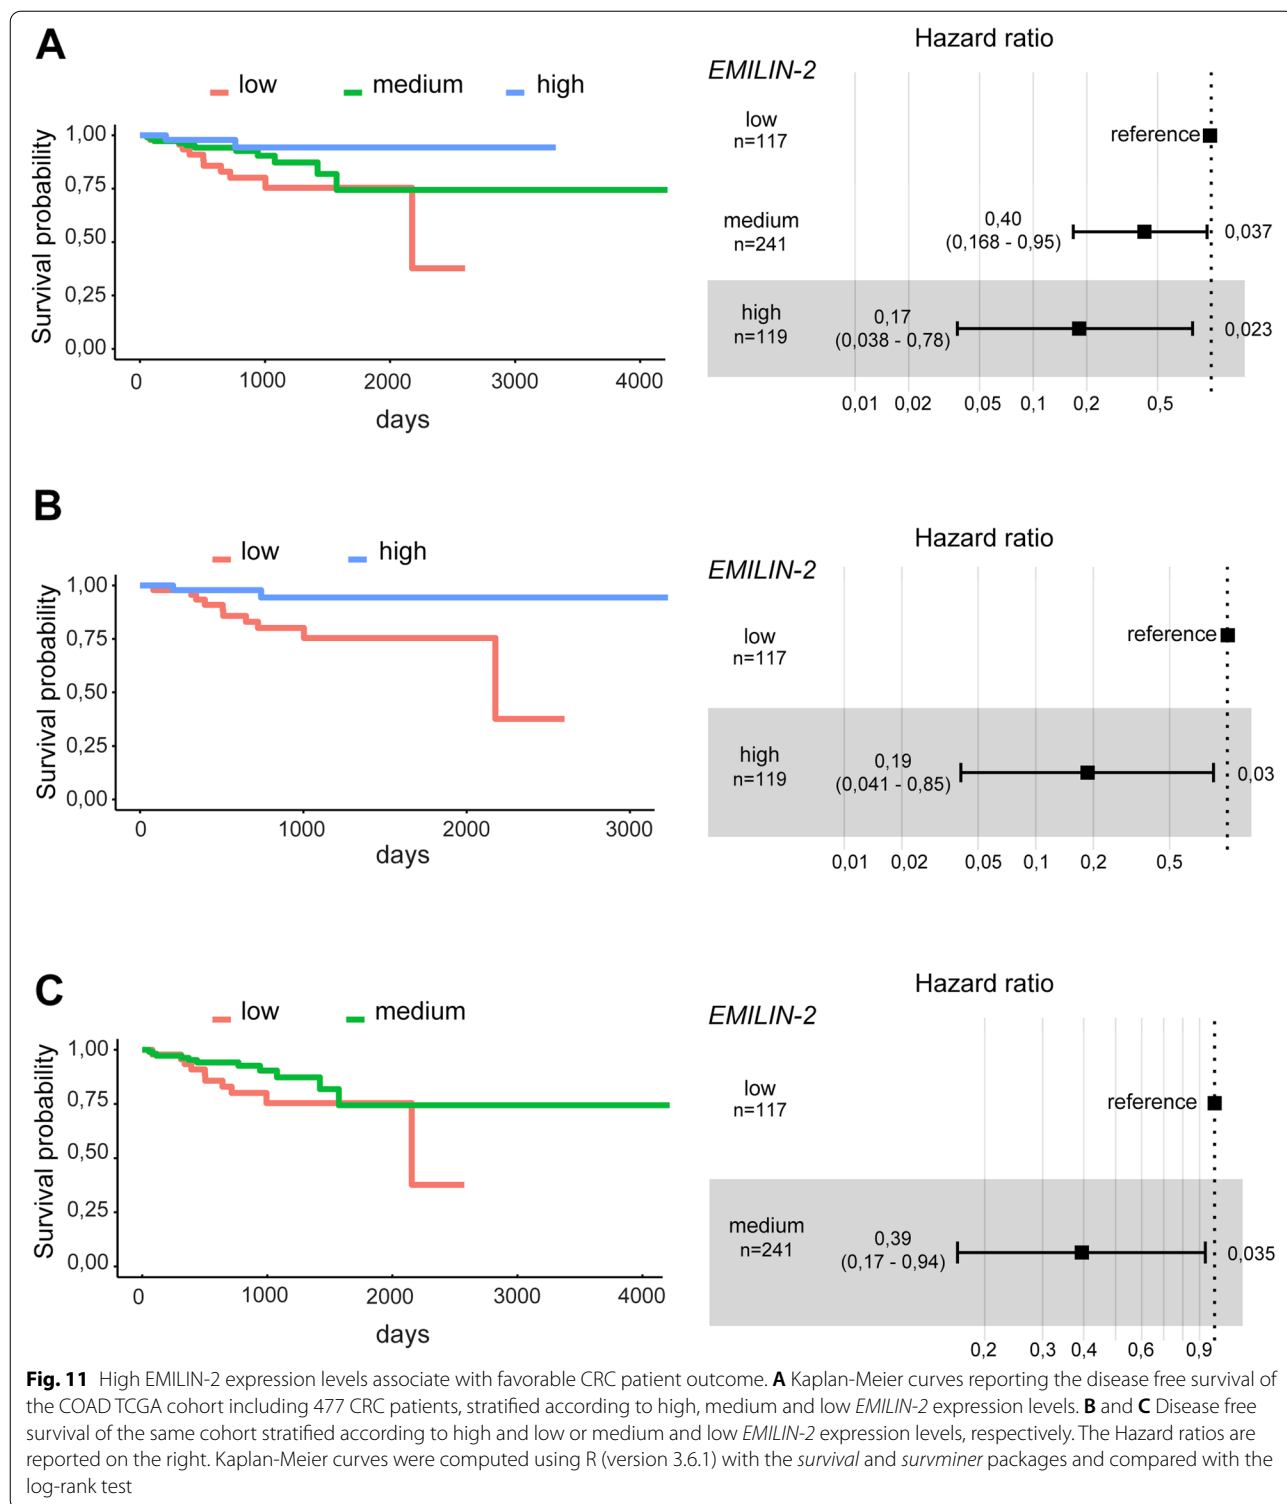 A
low medium high
Survival probability
1,00
0,75
0,50
0,25
0,00
0 1000 2000 3000 4000
days
Hazard ratio
EMILIN-2
low
n=117
reference
medium
n=241
0,40
(0,168 - 0,95)
0,037
high
n=119
0,17
(0,038 - 0,78)
0,023
0,01 0,02 0,05 0,1 0,2 0,5
B
low high
Survival probability
1,00
0,75
0,50
0,25
0,00
0 1000 2000 3000
days
Hazard ratio
EMILIN-2
low
n=117
reference
high
n=119
0,19
(0,041 - 0,85)
0,03
0,01 0,02 0,05 0,1 0,2 0,5
C
low medium
Survival probability
1,00
0,75
0,50
0,25
0,00
0 1000 2000 3000 4000
days
Hazard ratio
EMILIN-2
low
n=117
reference
medium
n=241
0,39
(0,17 - 0,94)
0,035
0,2 0,3 0,4 0,6 0,9
Fig. 11 High EMILIN-2 expression levels associate with favorable CRC patient outcome. A Kaplan-Meier curves reporting the disease free survival of
the COAD TCGA cohort including 477 CRC patients, stratified according to high, medium and low EMILIN-2 expression levels. B and C Disease free
survival of the same cohort stratified according to high and low or medium and low EMILIN-2 expression levels, respectively. The Hazard ratios are
reported on the right. Kaplan-Meier curves were computed using R (version 3.6.1) with the survival and survminer packages and compared with the
log-rank test